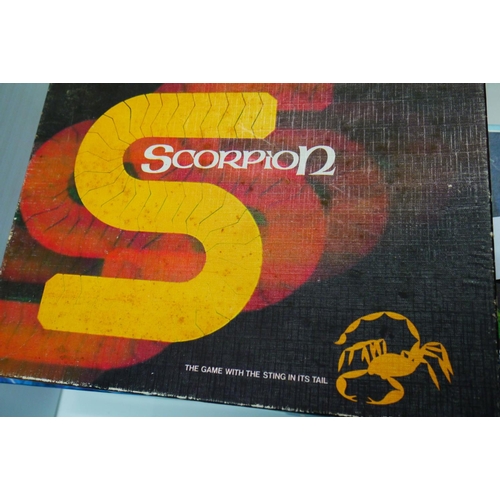 SCORPION
THE GAME WITH THE STING IN ITS TAIL